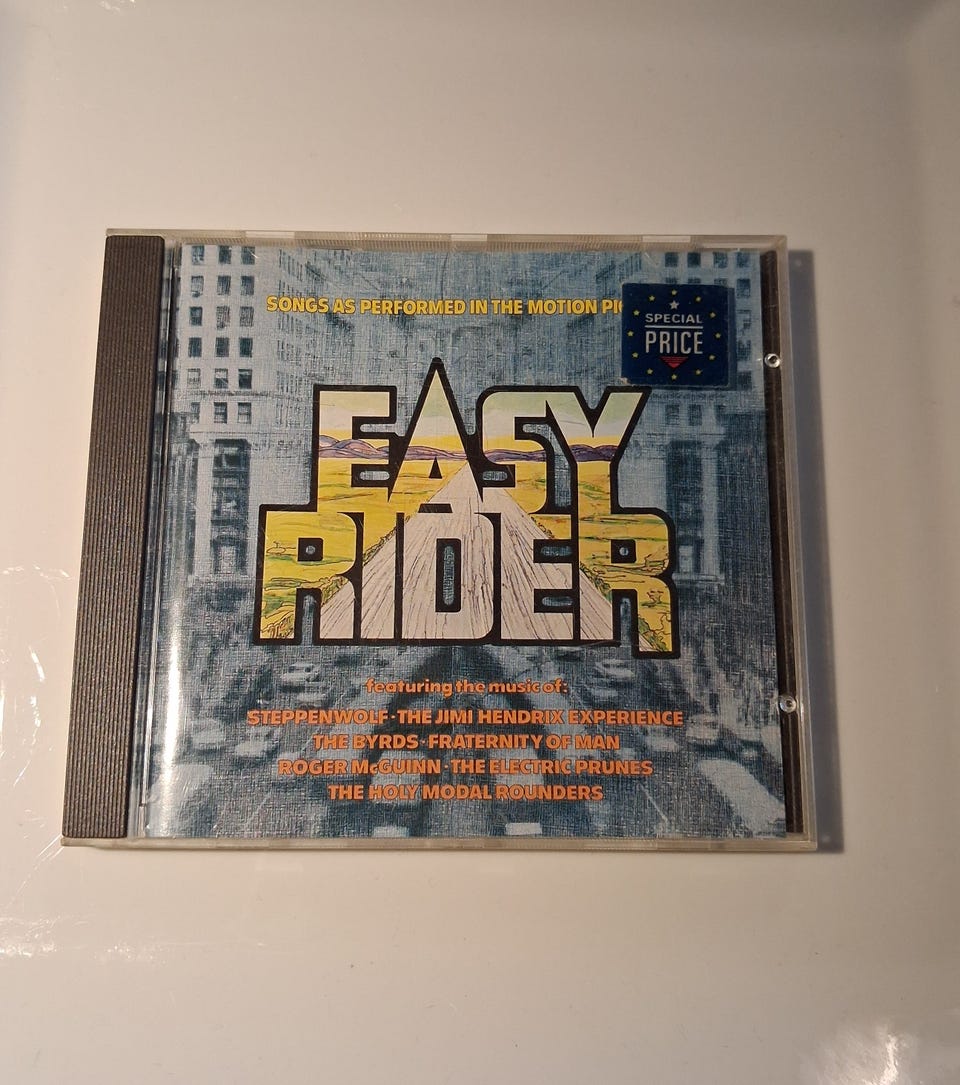 SONGS AS PERFORMED IN THE MOTION
SPECIAL
PRICE
EASY
RIDER
featuring the music of:
STEPPENWOLF · THE JIMI HENDRIX EXPERIENCE
THE BYRDS · FRATERNITY OF MAN
ROGER McGUINN · THE ELECTRIC PRUNES
THE HOLY MODAL ROUNDERS